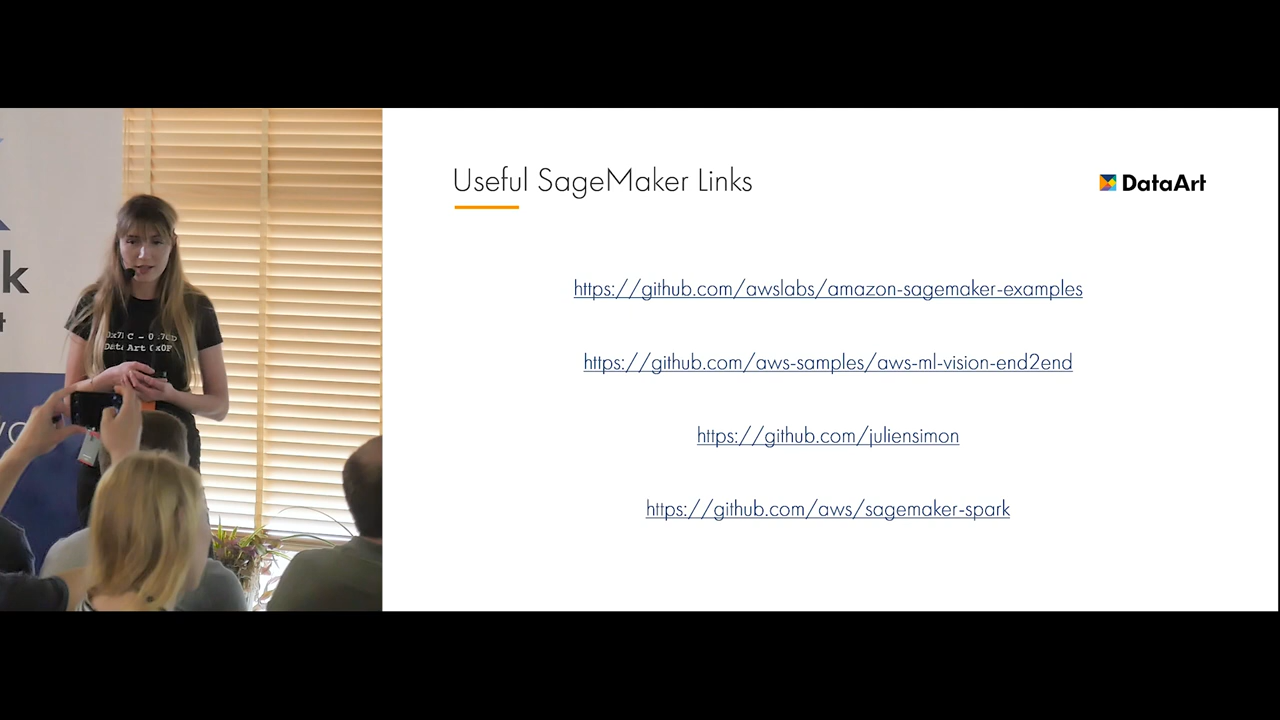 Useful SageMaker Links
DataArt
https://github.com/awslabs/amazon-sagemaker-examples
https://github.com/aws-samples/aws-ml-vision-end2end
https://github.com/juliensimon
https://github.com/aws/sagemaker-spark